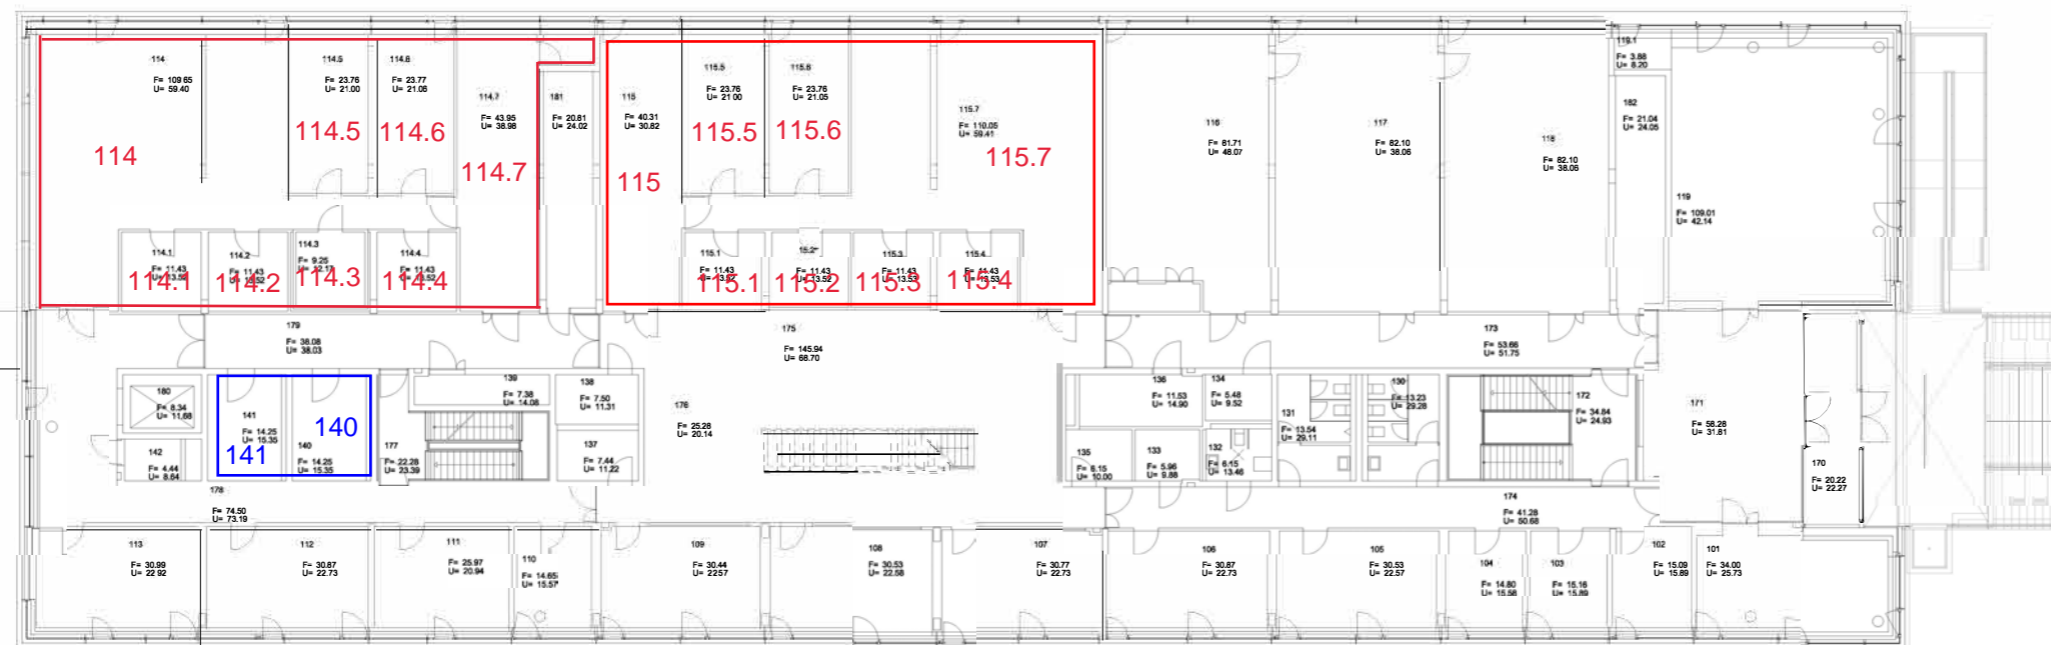 114
F= 109.65
U= 59.40
114
114.5
F= 23.76
U= 21.00
114.5
114.6
F= 23.77
U= 21.06
114.6
114.7
F= 43.95
U= 38.98
114.7
181
F= 20.81
U= 24.02
115
F= 40.31
U= 30.82
115
115.5
F= 23.76
U= 21.00
115.5
115.6
F= 23.76
U= 21.05
115.6
115.7
F= 110.05
U= 59.41
115.7
116
F= 81.71
U= 48.07
117
F= 82.10
U= 38.06
118
F= 82.10
U= 38.06
119.1
F= 3.88
U= 8.20
182
F= 21.04
U= 24.05
119
F= 109.01
U= 42.14
114.1
F= 11.43
114.1
114.2
F= 11.43
114.2
114.3
F= 9.25
114.3
114.4
F= 11.43
114.4
115.1
F= 11.43
115.1
15.2
F= 11.43
115.2
115.3
F= 11.43
115.3
115.4
F= 11.43
115.4
179
F= 38.08
U= 38.03
175
F= 145.94
U= 68.70
173
F= 53.66
U= 51.75
180
F= 8.34
U= 11.68
141
F= 14.25
U= 15.35
141
140
140
F= 14.25
U= 15.35
177
F= 22.28
U= 23.39
139
F= 7.38
U= 14.08
138
F= 7.50
U= 11.31
137
F= 7.44
U= 11.22
176
F= 25.28
U= 20.14
136
F= 11.53
U= 14.90
134
F= 5.48
U= 9.52
131
F= 13.54
U= 29.11
130
F= 13.23
U= 29.28
172
F= 34.84
U= 24.93
171
F= 58.28
U= 31.81
142
F= 4.44
U= 8.64
135
F= 6.15
U= 10.00
133
F= 5.96
U= 9.88
132
F= 6.15
U= 13.46
170
F= 20.22
U= 22.27
178
F= 74.50
U= 73.19
174
F= 41.28
U= 50.68
113
F= 30.99
U= 22.92
112
F= 30.87
U= 22.73
111
F= 25.97
U= 20.94
110
F= 14.65
U= 15.57
109
F= 30.44
U= 22.57
108
F= 30.53
U= 22.58
107
F= 30.77
U= 22.73
106
F= 30.87
U= 22.73
105
F= 30.53
U= 22.57
104
F= 14.80
U= 15.58
103
F= 15.16
U= 15.89
102
F= 15.09
U= 15.89
101
F= 34.00
U= 25.73